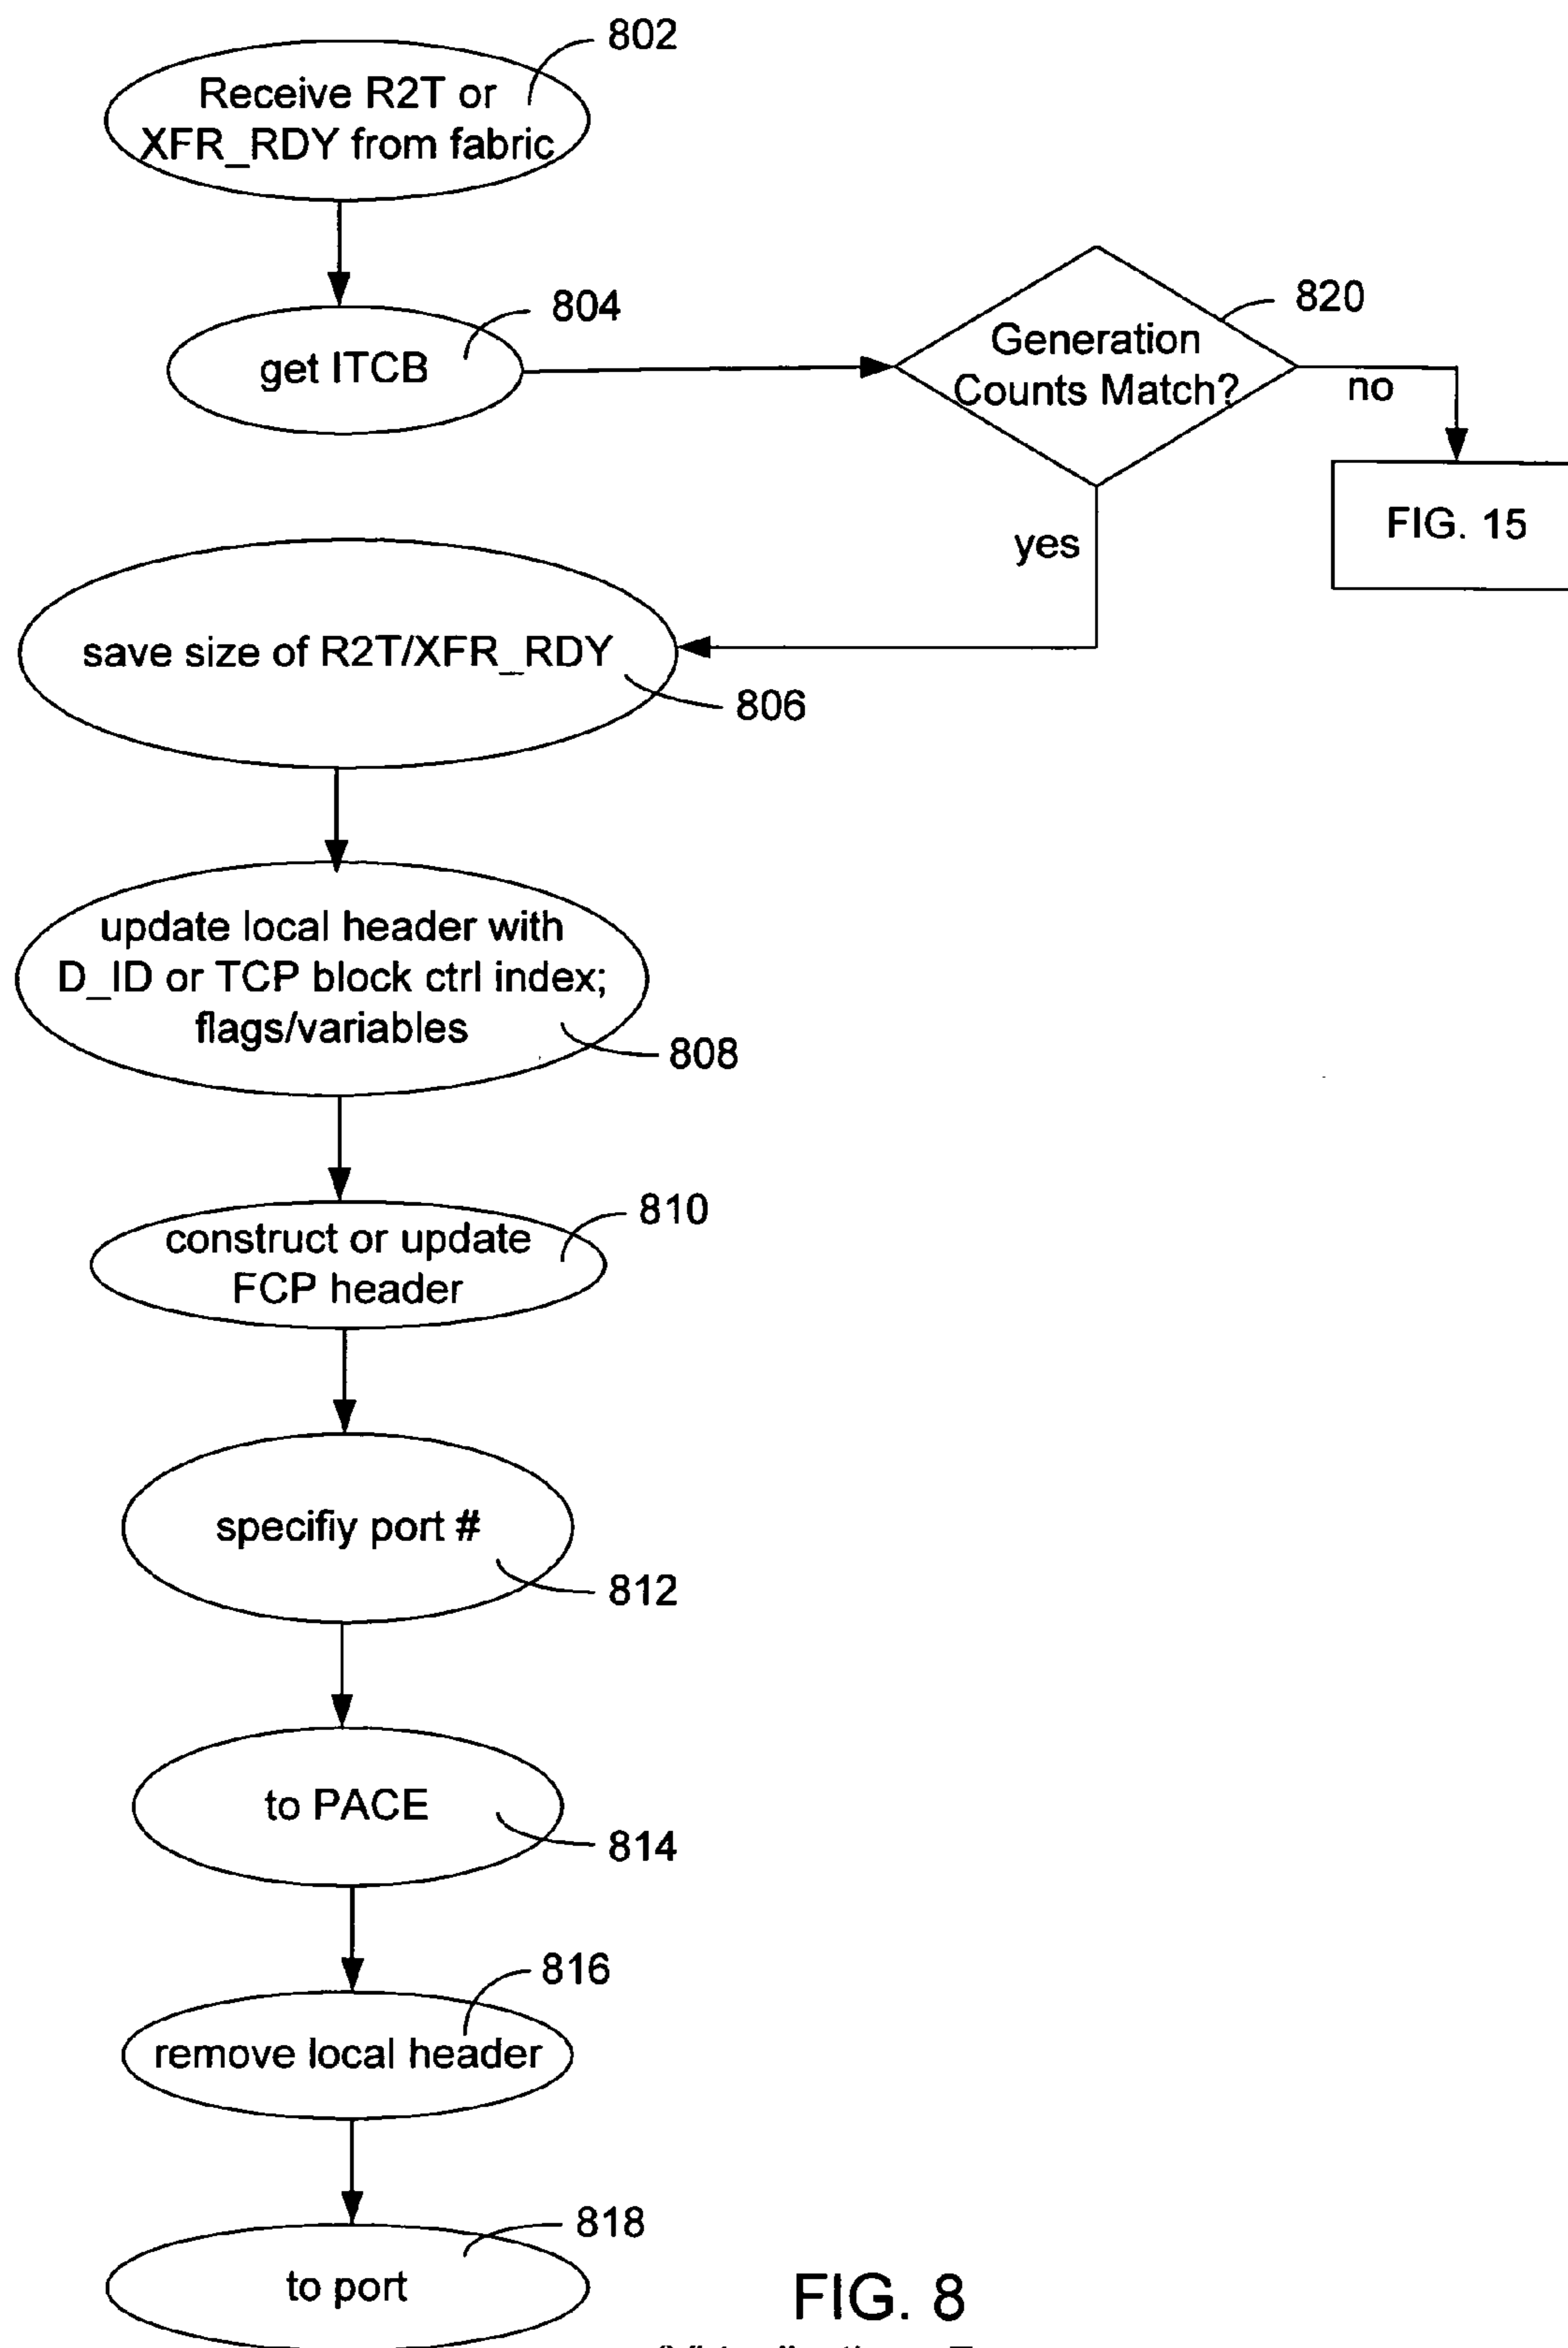 802
Receive R2T or
XFR_RDY from fabric
804
get ITCB
820
Generation
Counts Match?
no
FIG. 15
yes
save size of R2T/XFR_RDY
806
update local header with
D_ID or TCP block ctrl index;
flags/variables
808
810
construct or update
FCP header
specifiy port #
812
to PACE
814
816
remove local header
818
to port
FIG. 8